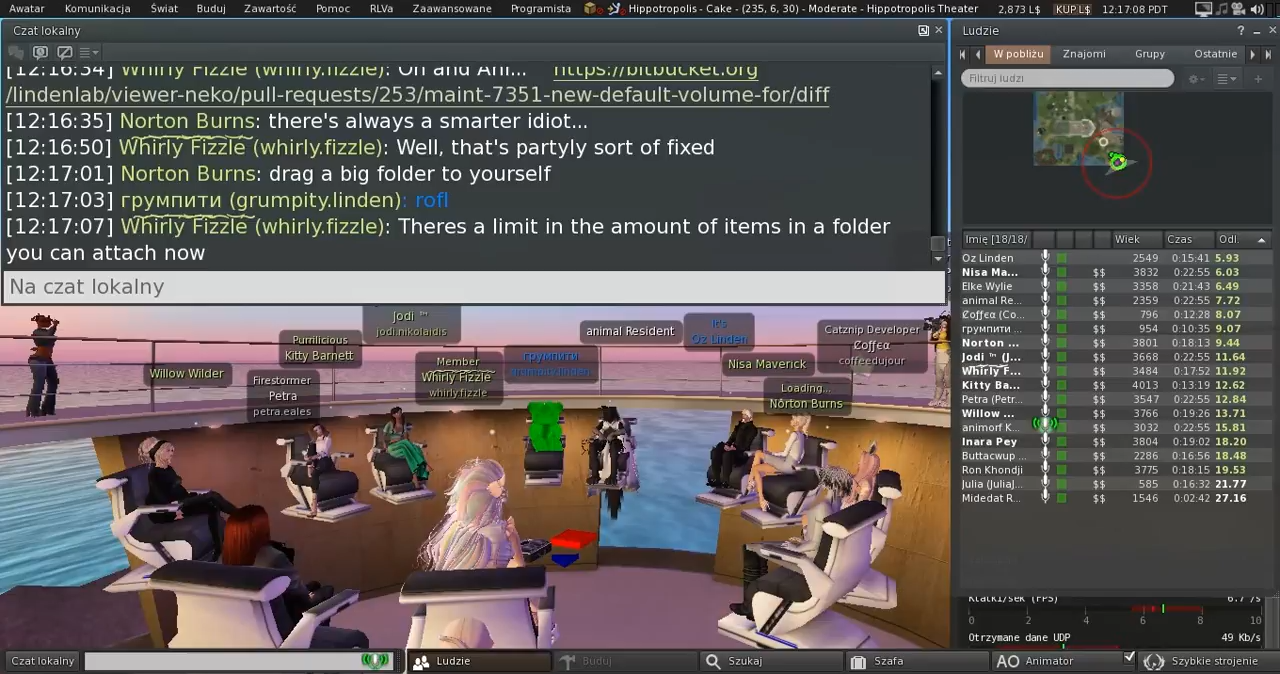 Awatar Komunikacja Świat Buduj Zawartość Pomoc RLVa Zaawansowane Programista Hippotropolis - Cake - (235, 6, 30) - Moderate - Hippotropolis Theater 2,873 L$ KUP L$ 12:17:08 PDT
Czat lokalny
[12:16:34] Whirly Fizzle (whirly.fizzle): Oh and Ani... https://bitbucket.org
/lindenlab/viewer-neko/pull-requests/253/maint-7351-new-default-volume-for/diff
[12:16:35] Norton Burns: there's always a smarter idiot...
[12:16:50] Whirly Fizzle (whirly.fizzle): Well, that's partyly sort of fixed
[12:17:01] Norton Burns: drag a big folder to yourself
[12:17:03] грумпити (grumpity.linden): rofl
[12:17:07] Whirly Fizzle (whirly.fizzle): Theres a limit in the amount of items in a folder
you can attach now
Na czat lokalny
Jodi ™
jodi.nikolaidis
Purrilicious
Kitty Barnett
Willow Wilder
Firestormer
Petra
petra.eales
Member
Whirly Fizzle
whirly.fizzle
грумпити
grumpity.linden
animal Resident
It's
Oz Linden
Nisa Maverick
Catznip Developer
Coffee
coffeedujour
Loading...
Norton Burns
Ludzie
W pobliżu Znajomi Grupy Ostatnie
Filtruj ludzi
Imię [18/18/ Wiek Czas Odl.
Oz Linden 2549 0:15:41 5.93
Nisa Ma... $$ 3832 0:22:55 6.03
Elke Wylie $$ 3358 0:21:43 6.49
animal Re... $$ 2359 0:22:55 7.72
Coffee (Co... $$ 796 0:12:28 8.07
грумпити ... $$ 954 0:10:35 9.07
Norton ... $$ 3801 0:18:13 9.44
Jodi ™ (J... $$ 3668 0:22:55 11.64
Whirly F... $$ 3484 0:17:52 11.92
Kitty Ba... $$ 4013 0:13:19 12.62
Petra (Petr... $$ 3547 0:22:55 12.84
Willow ... $$ 3766 0:19:26 13.71
animorf K... $$ 3032 0:22:55 15.81
Inara Pey $$ 3804 0:19:02 18.20
Buttacwup ... $$ 2286 0:16:56 18.48
Ron Khondji $$ 3775 0:18:15 19.53
Julia (JuliaJ... $$ 585 0:16:32 21.77
Midedat R... $$ 1546 0:02:42 27.16
Klatki/sek (FPS) 6.7 /s
0 2 4 6 8 10
Otrzymane dane UDP 49 Kb/s
Czat lokalny Ludzie Buduj Szukaj Szafa AO Animator Szybkie strojenie